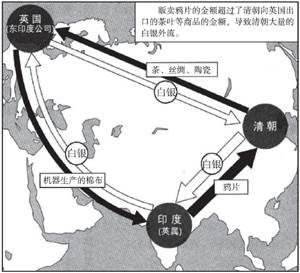 贩卖鸦片的金额超过了清朝向英国出
口的茶叶等商品的金额，导致清朝大量的
白银外流。
英国
(东印度公司)
茶、丝绸、陶瓷
白银
清朝
白银
白银
机器生产的棉布
鸦片
印度
(英属)